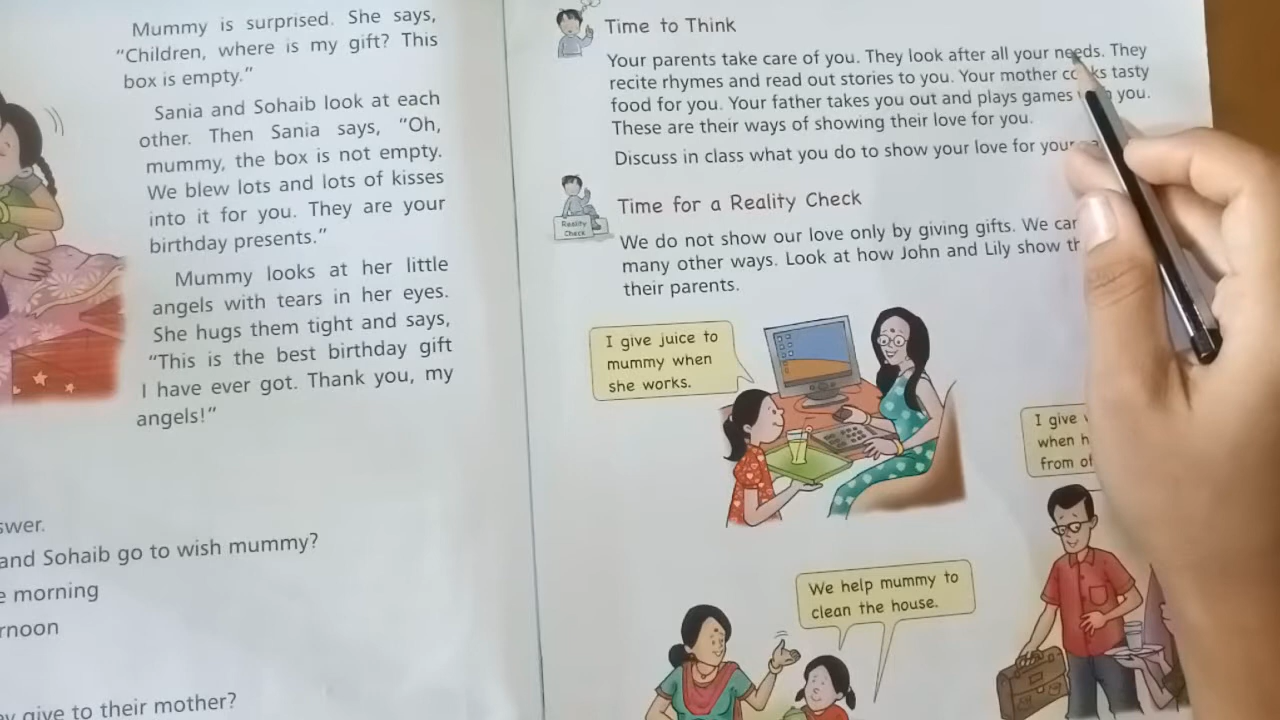 Mummy is surprised. She says,
“Children, where is my gift? This
box is empty.”
Sania and Sohaib look at each
other. Then Sania says, “Oh,
mummy, the box is not empty.
We blew lots and lots of kisses
into it for you. They are your
birthday presents.”
Mummy looks at her little
angels with tears in her eyes.
She hugs them tight and says,
“This is the best birthday gift
I have ever got. Thank you, my
angels!”
and Sohaib go to wish mummy?
morning
give to their mother?
Time to Think
Your parents take care of you. They look after all your needs. They
recite rhymes and read out stories to you. Your mother tasty
food for you. Your father takes you out and plays games you.
These are their ways of showing their love for you.
Discuss in class what you do to show your love for your
Reality
Check
Time for a Reality Check
We do not show our love only by giving gifts. We can
many other ways. Look at how John and Lily show
their parents.
I give juice to
mummy when
she works.
I give
when
from
We help mummy to
clean the house.